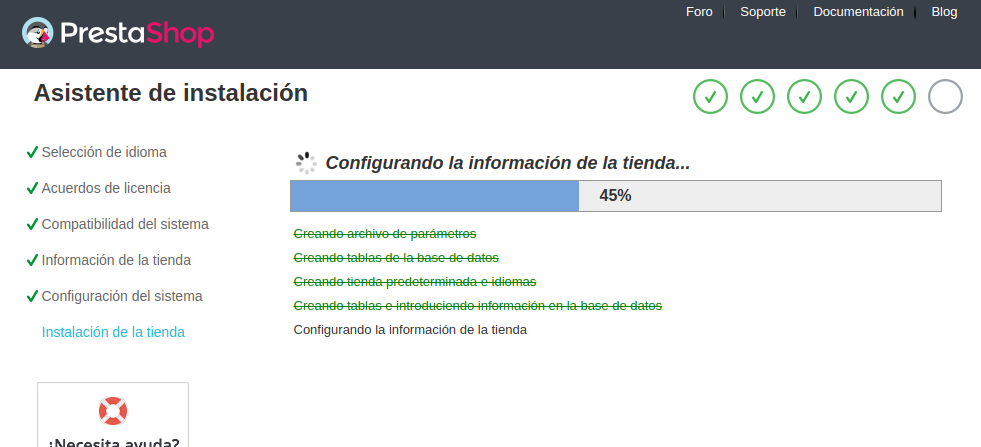 Foro
Soporte
Documentación
Blog
PrestaShop
Asistente de instalación
Selección de idioma
Acuerdos de licencia
Compatibilidad del sistema
Información de la tienda
Configuración del sistema
Instalación de la tienda
¿Necesita ayuda?
Configurando la información de la tienda...
45%
Creando archivo de parámetros
Creando tablas de la base de datos
Creando tienda predeterminada e idiomas
Creando tablas e introduciendo información en la base de datos
Configurando la información de la tienda